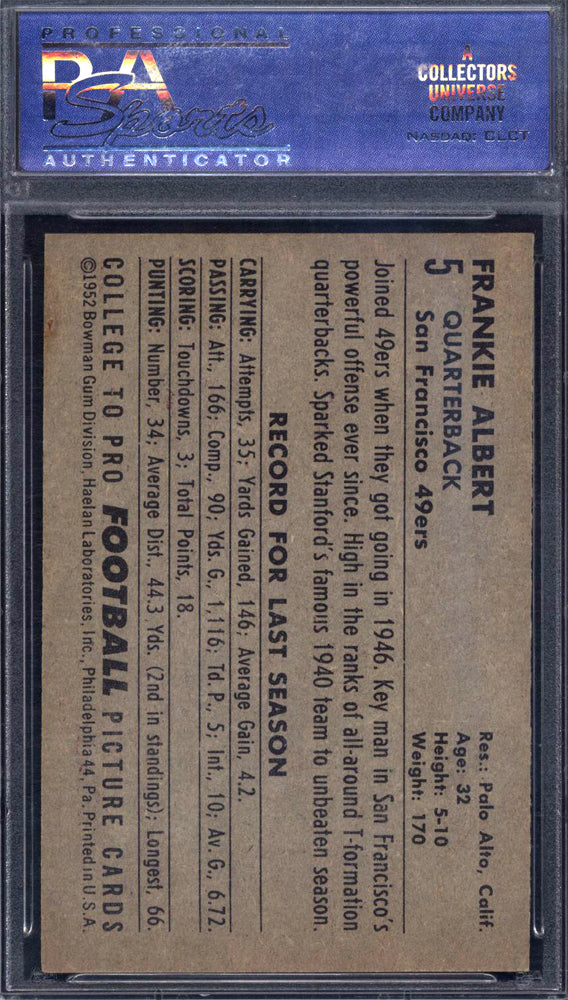 PROFESSIONAL
PSA
Sports
AUTHENTICATOR
A
COLLECTORS
UNIVERSE
COMPANY
NASDAQ: CLCT
FRANKIE ALBERT
5 QUARTERBACK
San Francisco 49ers
Res.: Palo Alto, Calif.
Age: 32
Height: 5-10
Weight: 170
Joined 49ers when they got going in 1946. Key man in San Francisco's
powerful offense ever since. High in the ranks of all-around T-formation
quarterbacks. Sparked Stanford's famous 1940 team to unbeaten season.
RECORD FOR LAST SEASON
CARRYING: Attempts, 35; Yards Gained, 146; Average Gain, 4.2.
PASSING: Att., 166; Comp., 90; Yds. G., 1,116; Td. P., 5; Int., 10; Av. G., 6.72.
SCORING: Touchdowns, 3; Total Points, 18.
PUNTING: Number, 34; Average Dist., 44.3 Yds. (2nd in standings); Longest, 66.
COLLEGE TO PRO FOOTBALL PICTURE CARDS
©1952 Bowman Gum Division, Haelan Laboratories, Inc., Philadelphia 44, Pa. Printed in U.S.A.